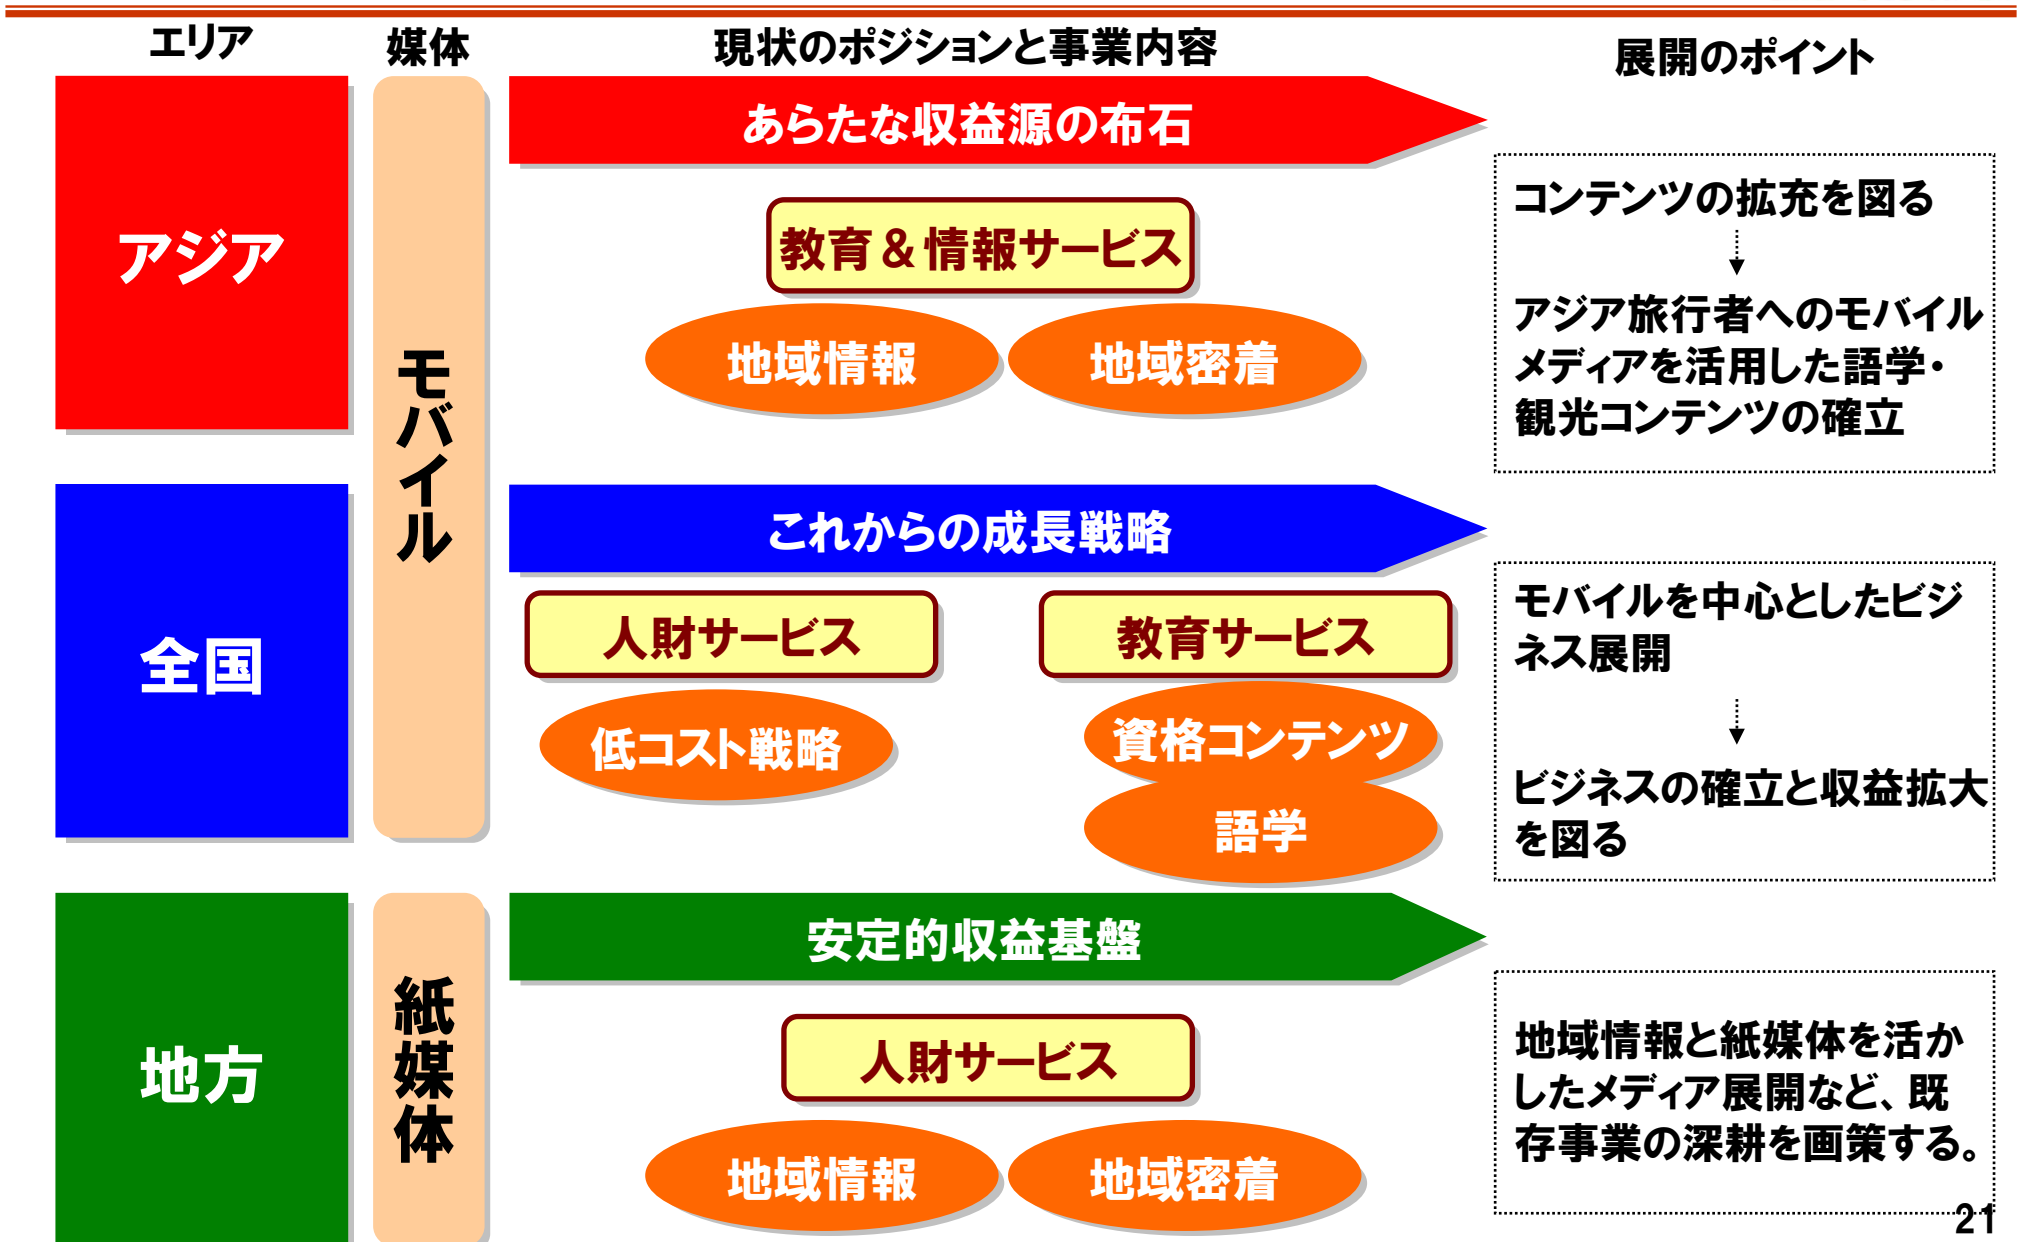 エリア
媒体
現状のポジションと事業内容
展開のポイント
アジア
モバイル
あらたな収益源の布石
教育＆情報サービス
地域情報
地域密着
コンテンツの拡充を図る
アジア旅行者へのモバイル
メディアを活用した語学・
観光コンテンツの確立
全国
これからの成長戦略
人財サービス
教育サービス
低コスト戦略
資格コンテンツ
語学
モバイルを中心としたビジ
ネス展開
ビジネスの確立と収益拡大
を図る
地方
紙媒体
安定的収益基盤
人財サービス
地域情報
地域密着
地域情報と紙媒体を活か
したメディア展開など、既
存事業の深耕を画策する。
21